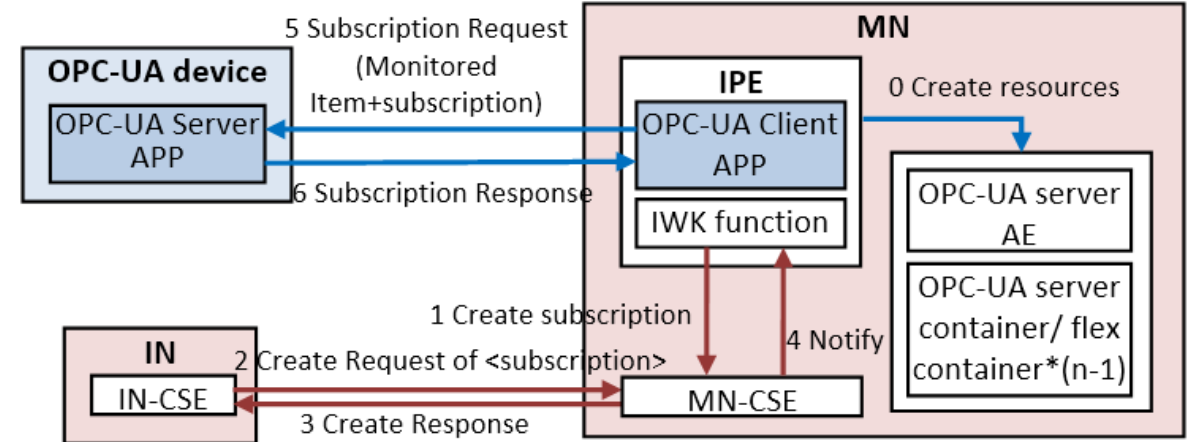 MN
5 Subscription Request
(Monitored
Item+subscription)
OPC-UA device
OPC-UA Server
APP
6 Subscription Response
IPE
OPC-UA Client
APP
IWK function
0 Create resources
OPC-UA server
AE
OPC-UA server
container/ flex
container*(n-1)
1 Create subscription
4 Notify
IN
2 Create Request of <subscription>
IN-CSE
MN-CSE
3 Create Response